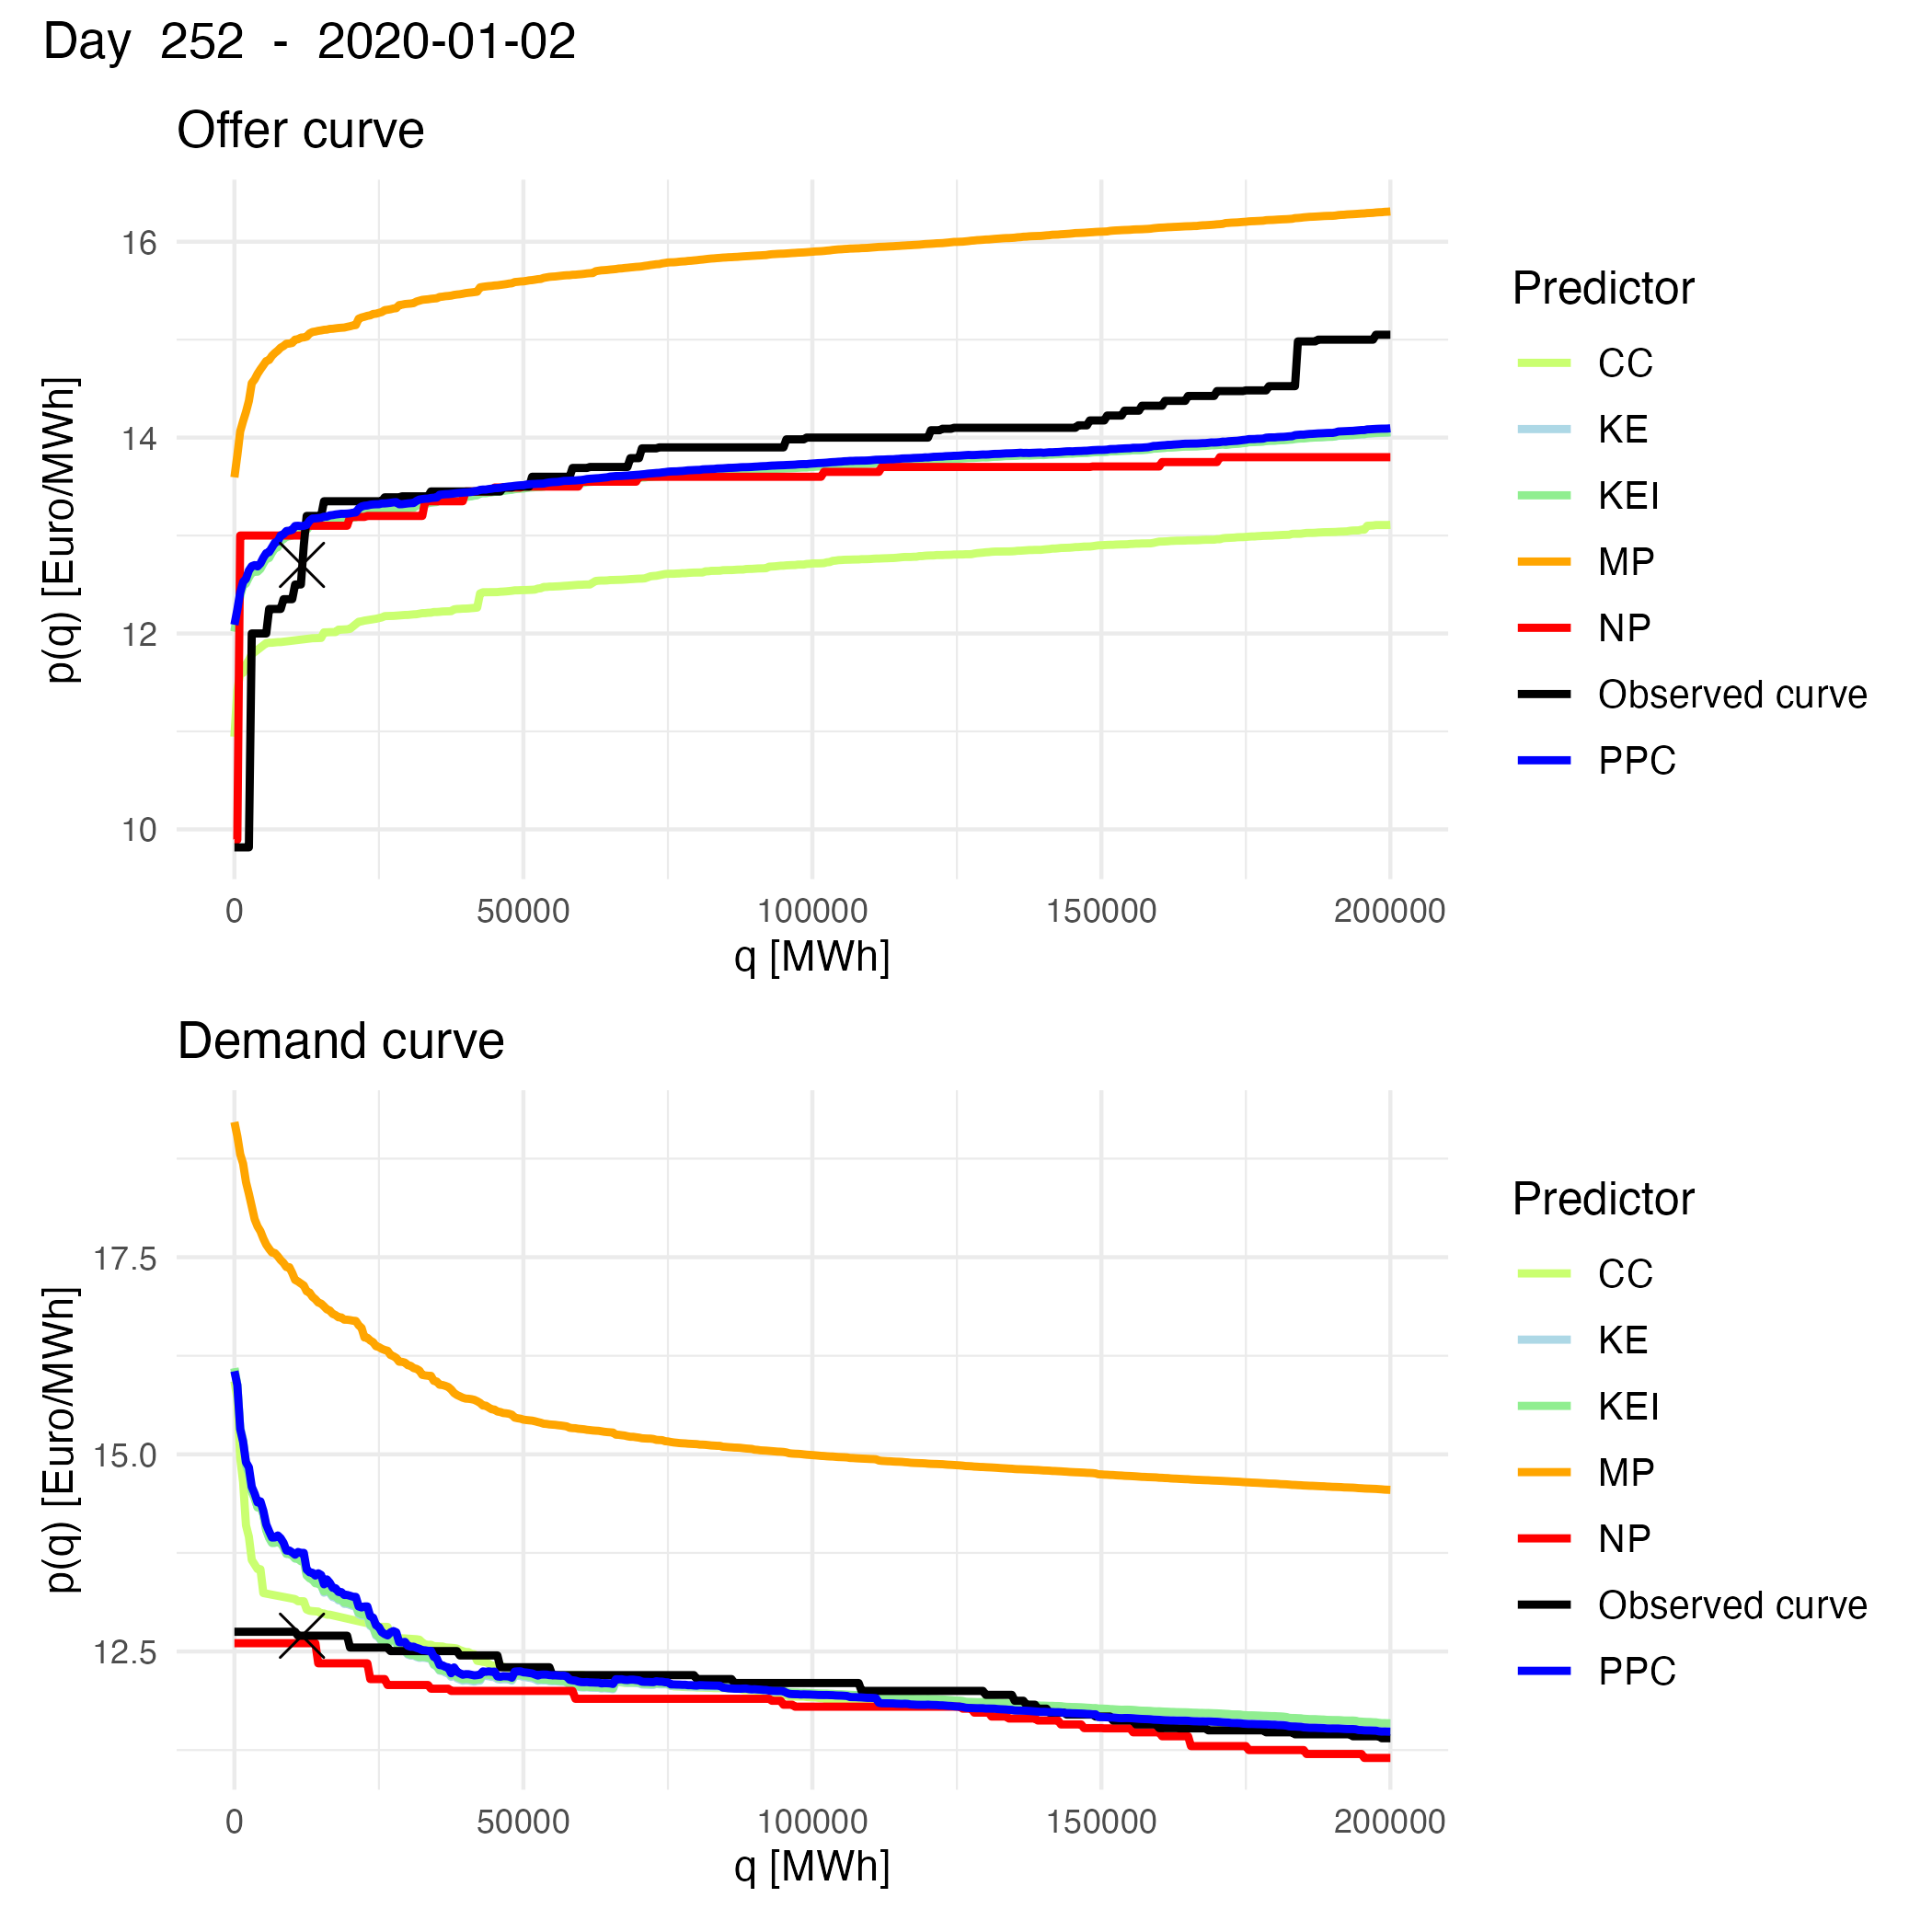 Day 252 - 2020-01-02
Offer curve
p(q) [Euro/MWh]
16
14
12
10
0 50000 100000 150000 200000
q [MWh]
Predictor
CC
KE
KEI
MP
NP
Observed curve
PPC
Demand curve
p(q) [Euro/MWh]
17.5
15.0
12.5
0 50000 100000 150000 200000
q [MWh]
Predictor
CC
KE
KEI
MP
NP
Observed curve
PPC